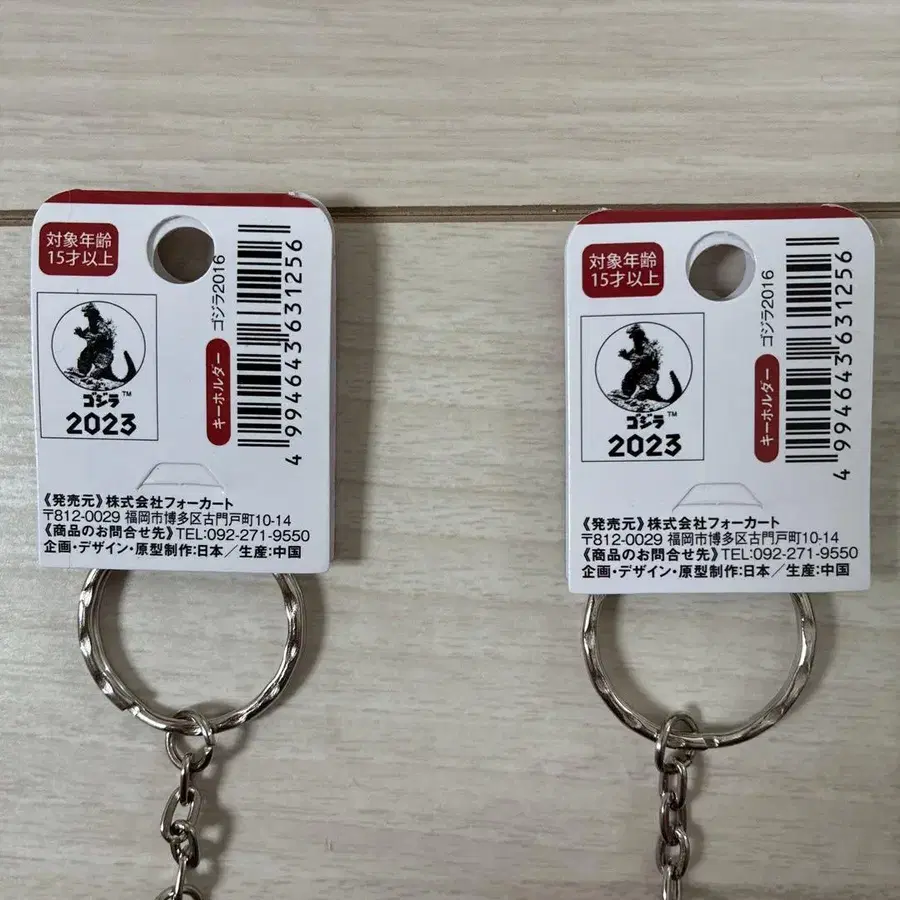 対象年齢
15才以上
ゴジラ™
2023
キーホルダー
ゴジラ2016
4994643631256
《発売元》株式会社フォーカート
〒812-0029 福岡市博多区古門戸町10-14
《商品のお問合せ先》TEL:092-271-9550
企画・デザイン・原型制作:日本／生産:中国
対象年齢
15才以上
ゴジラ™
2023
キーホルダー
ゴジラ2016
4994643631256
《発売元》株式会社フォーカート
〒812-0029 福岡市博多区古門戸町10-14
《商品のお問合せ先》TEL:092-271-9550
企画・デザイン・原型制作:日本／生産:中国